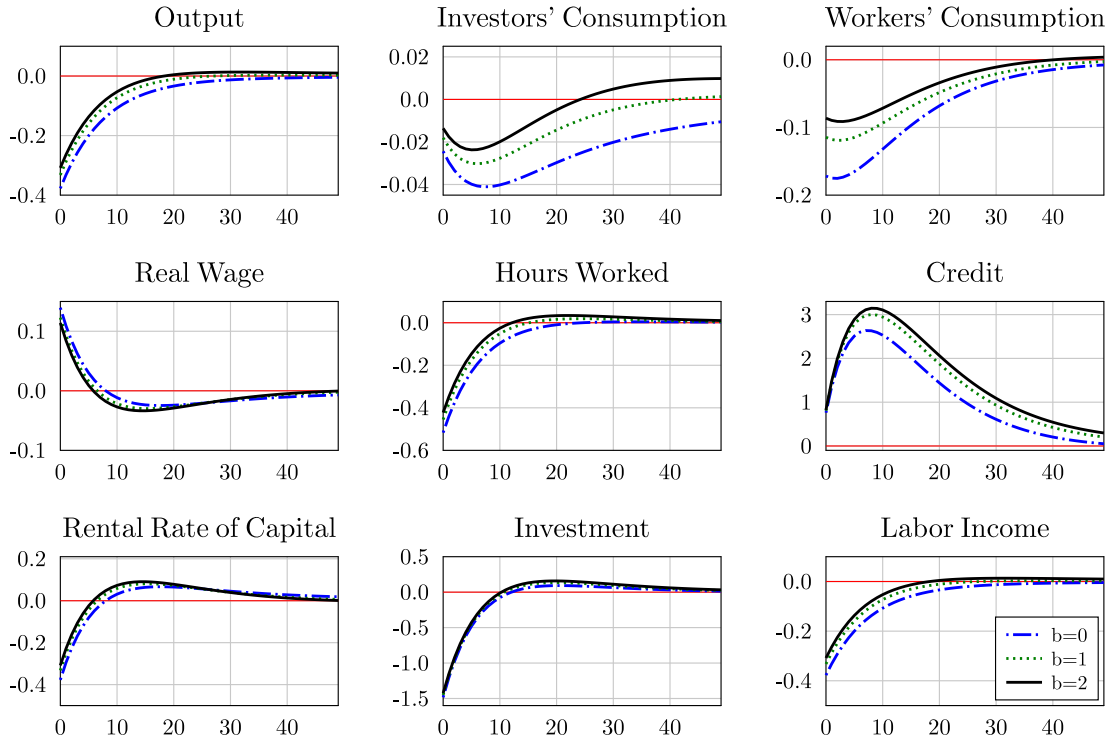 Output
Investors' Consumption
Workers' Consumption
0.0
-0.2
-0.4
0 10 20 30 40
0.02
0.0
-0.02
-0.04
0 10 20 30 40
0.0
-0.1
-0.2
0 10 20 30 40
Real Wage
Hours Worked
Credit
0.1
0.0
-0.1
0 10 20 30 40
0.0
-0.2
-0.4
-0.6
0 10 20 30 40
3
2
1
0
0 10 20 30 40
Rental Rate of Capital
Investment
Labor Income
0.2
0.0
-0.2
-0.4
0 10 20 30 40
0.5
0.0
-0.5
-1.0
-1.5
0 10 20 30 40
0.0
-0.2
-0.4
0 10 20 30 40
b=0
b=1
b=2